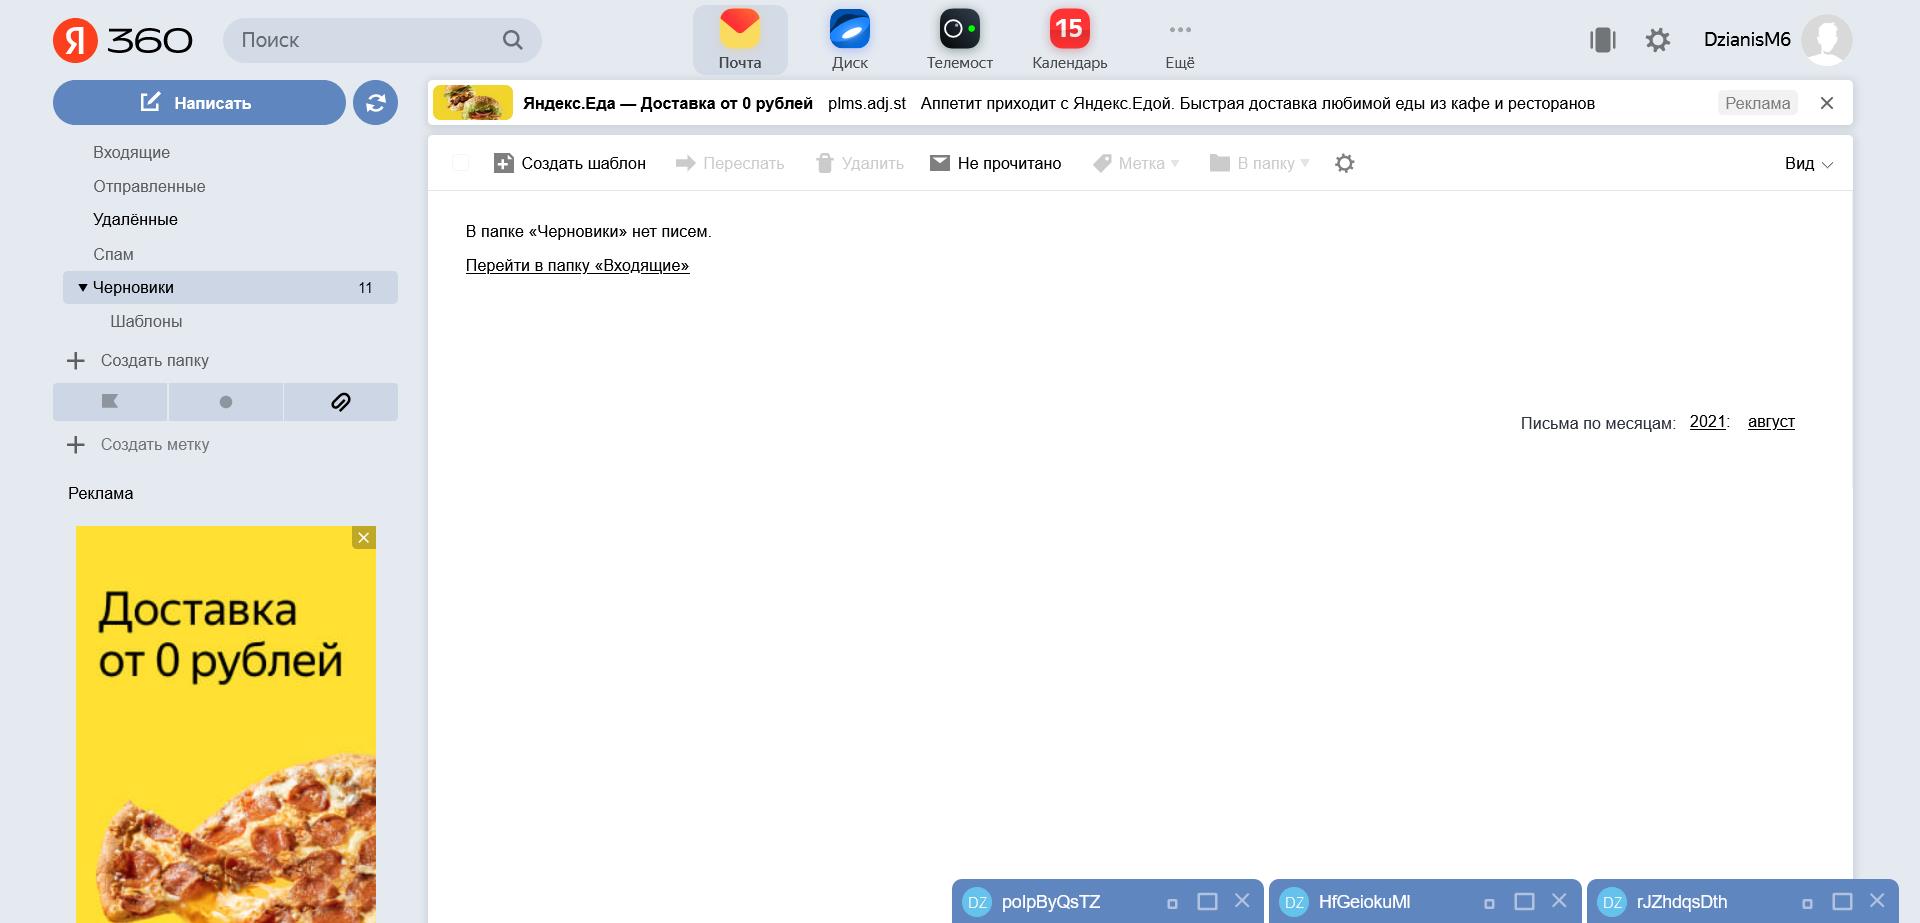 Я 360
Поиск
Почта
Диск
15
Телемост
Календарь
Ещё
DzianisM6
Написать
Яндекс.Еда — Доставка от 0 рублей plms.adj.st Аппетит приходит с Яндекс.Едой. Быстрая доставка любимой еды из кафе и ресторанов Реклама
Входящие
Отправленные
Удалённые
Спам
Черновики 11
Шаблоны
Создать папку
Создать метку
Реклама
Доставка
от 0 рублей
Создать шаблон Переслать Удалить Не прочитано Метка В папку Вид
В папке «Черновики» нет писем.
Перейти в папку «Входящие»
Письма по месяцам: 2021: август
DZ poIpByQsTZ
DZ HfGeiokuMl
DZ rJZhdqsDth